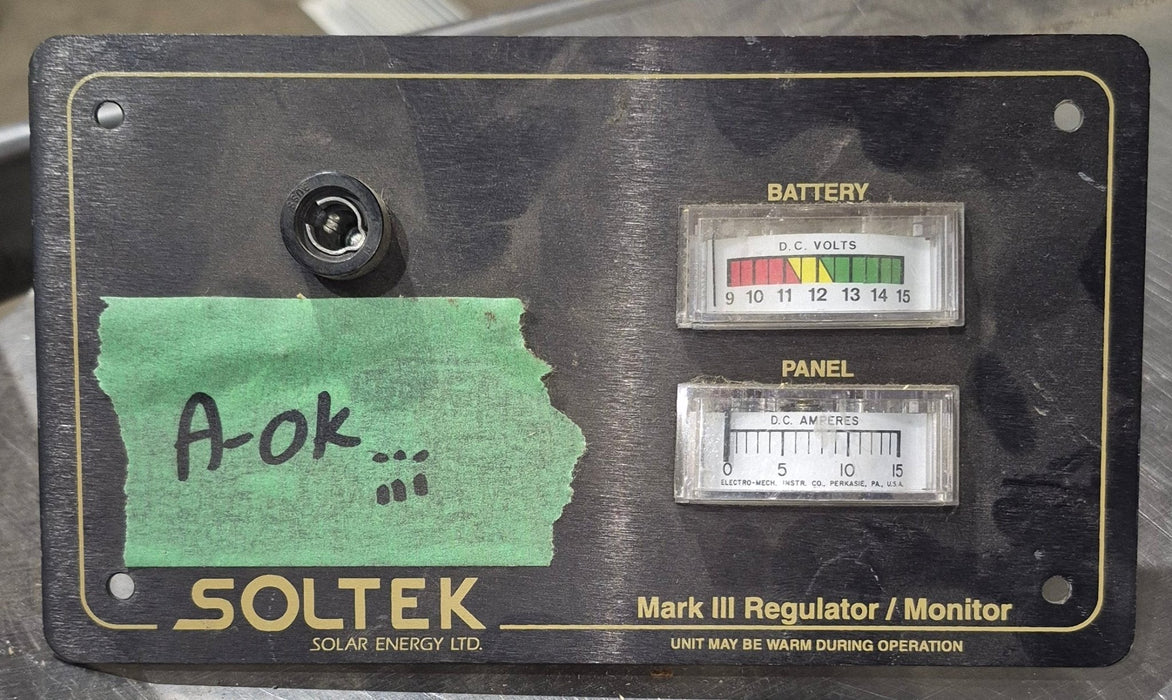 BATTERY
D.C. VOLTS
9 10 11 12 13 14 15
PANEL
D.C. AMPERES
0 5 10 15
ELECTRO-MECH. INSTR. CO., PERKASIE, PA., U.S.A.
A-OK
SOLTEK
SOLAR ENERGY LTD.
Mark III Regulator / Monitor
UNIT MAY BE WARM DURING OPERATION